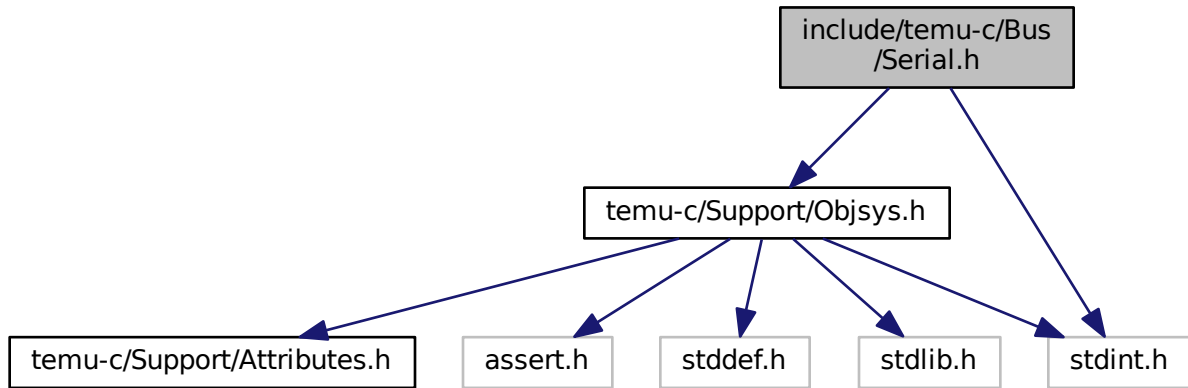 include/temu-c/Bus
/Serial.h
temu-c/Support/Objsys.h
temu-c/Support/Attributes.h
assert.h
stddef.h
stdlib.h
stdint.h